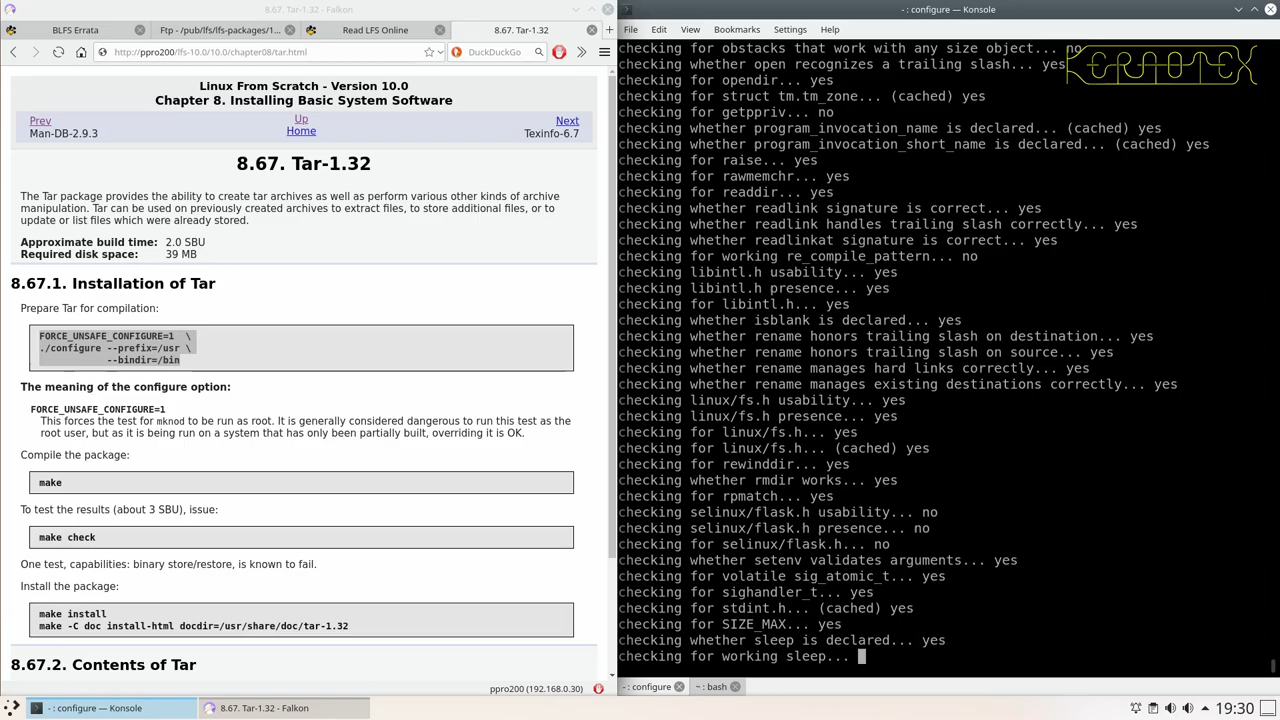 8.67. Tar-1.32 - Falkon
- : configure — Konsole
BLFS Errata
Ftp - /pub/lfs/lfs-packages/1...
Read LFS Online
8.67. Tar-1.32
File Edit View Bookmarks Settings Help
http://ppro200/lfs-10.0/10.0/chapter08/tar.html
DuckDuckGo
Linux From Scratch - Version 10.0
Chapter 8. Installing Basic System Software
Prev Up Next
Man-DB-2.9.3 Home Texinfo-6.7
8.67. Tar-1.32
The Tar package provides the ability to create tar archives as well as perform various other kinds of archive
manipulation. Tar can be used on previously created archives to extract files, to store additional files, or to
update or list files which were already stored.
Approximate build time: 2.0 SBU
Required disk space: 39 MB
8.67.1. Installation of Tar
Prepare Tar for compilation:
FORCE_UNSAFE_CONFIGURE=1 \
./configure --prefix=/usr \
--bindir=/bin
The meaning of the configure option:
FORCE_UNSAFE_CONFIGURE=1
This forces the test for mknod to be run as root. It is generally considered dangerous to run this test as the
root user, but as it is being run on a system that has only been partially built, overriding it is OK.
Compile the package:
make
To test the results (about 3 SBU), issue:
make check
One test, capabilities: binary store/restore, is known to fail.
Install the package:
make install
make -C doc install-html docdir=/usr/share/doc/tar-1.32
8.67.2. Contents of Tar
ppro200 (192.168.0.30)
checking for obstacks that work with any size object... no
checking whether open recognizes a trailing slash... yes
checking for opendir... yes
checking for struct tm.tm_zone... (cached) yes
checking for getppriv... no
checking whether program_invocation_name is declared... (cached) yes
checking whether program_invocation_short_name is declared... (cached) yes
checking for raise... yes
checking for rawmemchr... yes
checking for readdir... yes
checking whether readlink signature is correct... yes
checking whether readlink handles trailing slash correctly... yes
checking whether readlinkat signature is correct... yes
checking for working re_compile_pattern... no
checking libintl.h usability... yes
checking libintl.h presence... yes
checking for libintl.h... yes
checking whether isblank is declared... yes
checking whether rename honors trailing slash on destination... yes
checking whether rename honors trailing slash on source... yes
checking whether rename manages hard links correctly... yes
checking whether rename manages existing destinations correctly... yes
checking linux/fs.h usability... yes
checking linux/fs.h presence... yes
checking for linux/fs.h... yes
checking for linux/fs.h... (cached) yes
checking for rewinddir... yes
checking whether rmdir works... yes
checking for rpmatch... yes
checking selinux/flask.h usability... no
checking selinux/flask.h presence... no
checking for selinux/flask.h... no
checking whether setenv validates arguments... yes
checking for volatile sig_atomic_t... yes
checking for sighandler_t... yes
checking for stdint.h... (cached) yes
checking for SIZE_MAX... yes
checking whether sleep is declared... yes
checking for working sleep...
- : configure
~ : bash
- : configure — Konsole
8.67. Tar-1.32 - Falkon
19:30